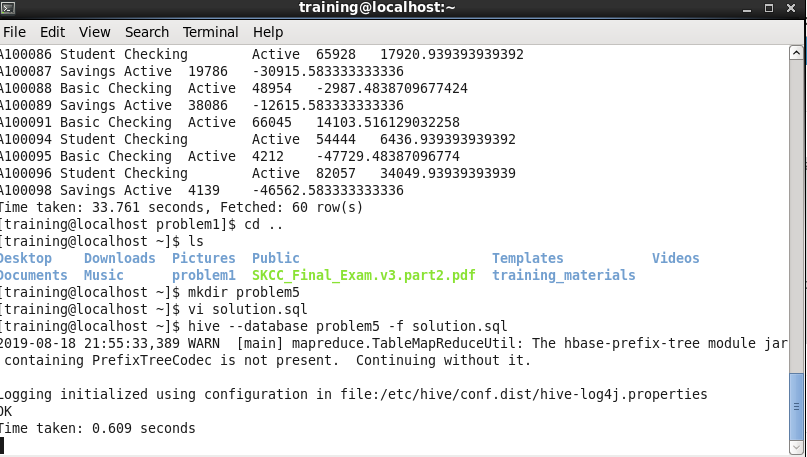 training@localhost:~
File Edit View Search Terminal Help
A100086 Student Checking Active 65928 17920.939393939392
A100087 Savings Active 19786 -30915.583333333336
A100088 Basic Checking Active 48954 -2987.4838709677424
A100089 Savings Active 38086 -12615.583333333336
A100091 Basic Checking Active 66045 14103.516129032258
A100094 Student Checking Active 54444 6436.939393939392
A100095 Basic Checking Active 4212 -47729.48387096774
A100096 Student Checking Active 82057 34049.93939393939
A100098 Savings Active 4139 -46562.583333333336
Time taken: 33.761 seconds, Fetched: 60 row(s)
[training@localhost problem1]$ cd ..
[training@localhost ~]$ ls
Desktop Downloads Pictures Public Templates Videos
Documents Music problem1 SKCC_Final_Exam.v3.part2.pdf training_materials
[training@localhost ~]$ mkdir problem5
[training@localhost ~]$ vi solution.sql
[training@localhost ~]$ hive --database problem5 -f solution.sql
2019-08-18 21:55:33,389 WARN [main] mapreduce.TableMapReduceUtil: The hbase-prefix-tree module jar
containing PrefixTreeCodec is not present. Continuing without it.
Logging initialized using configuration in file:/etc/hive/conf.dist/hive-log4j.properties
OK
Time taken: 0.609 seconds